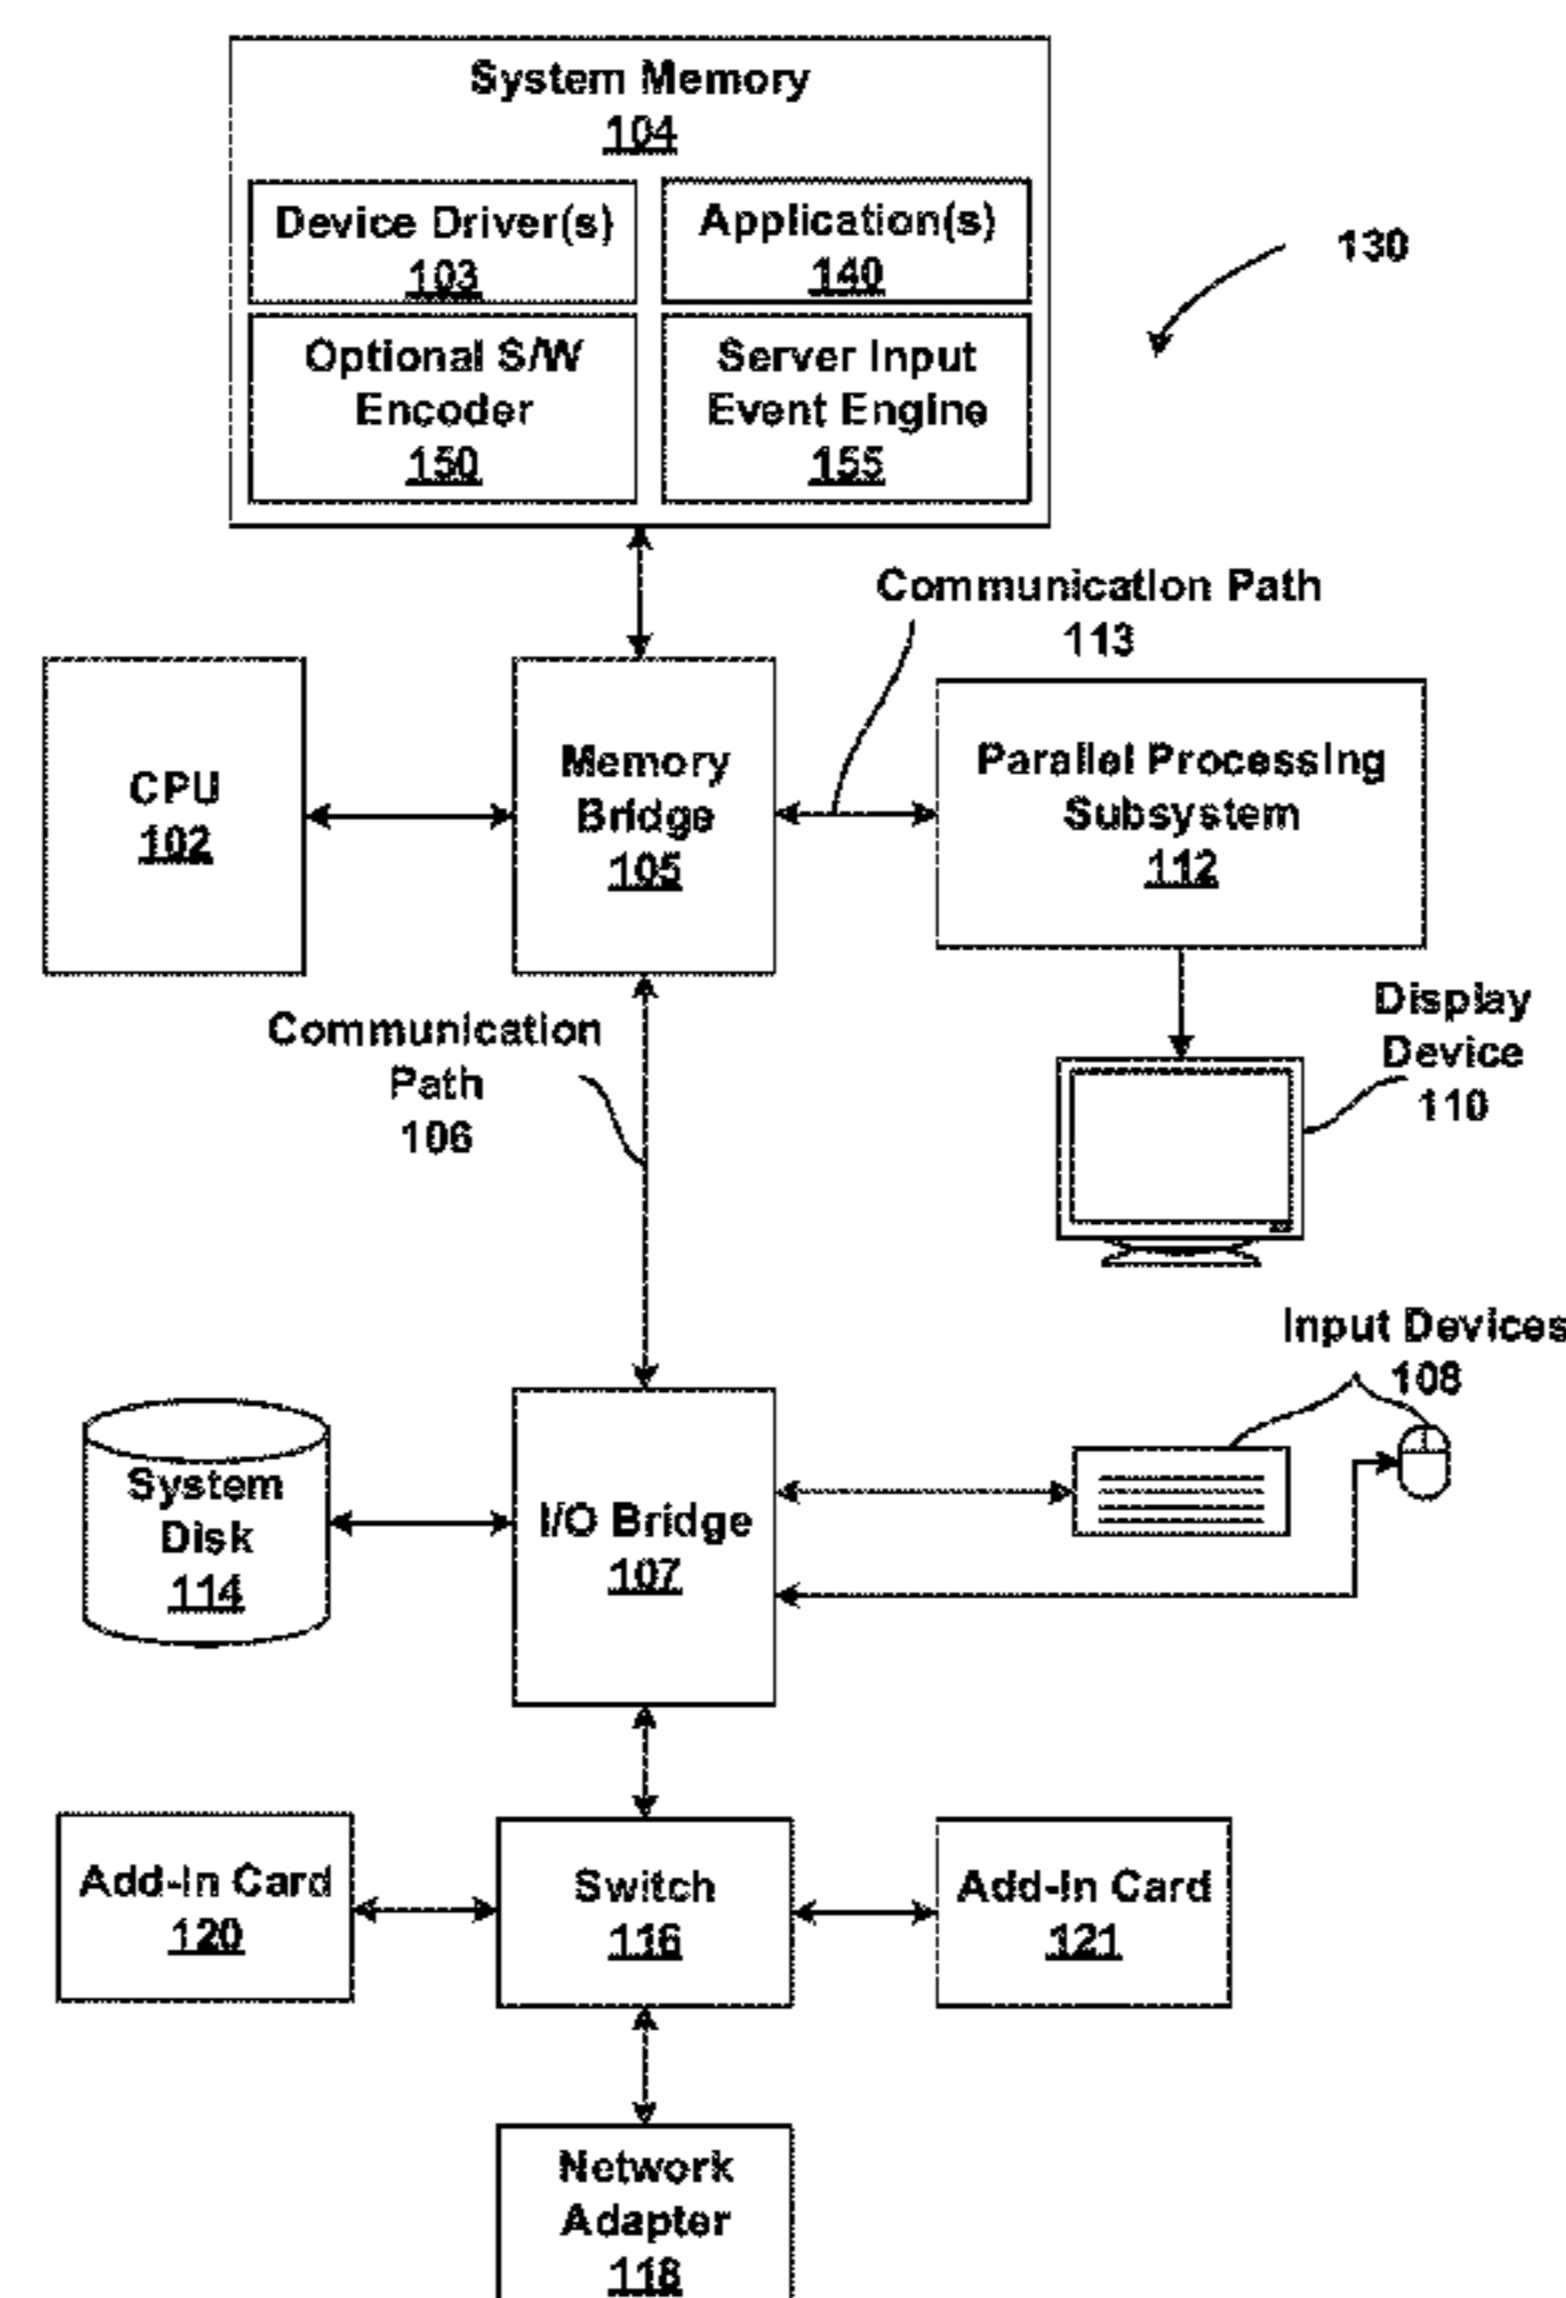 System Memory
104
Device Driver(s)
103
Application(s)
140
130
Optional S/W
Encoder
150
Server Input
Event Engine
155
Communication Path
113
CPU
102
Memory
Bridge
105
Parallel Processing
Subsystem
112
Communication
Path
106
Display
Device
110
Input Devices
108
System
Disk
114
I/O Bridge
107
Add-In Card
120
Switch
116
Add-In Card
121
Network
Adapter
118